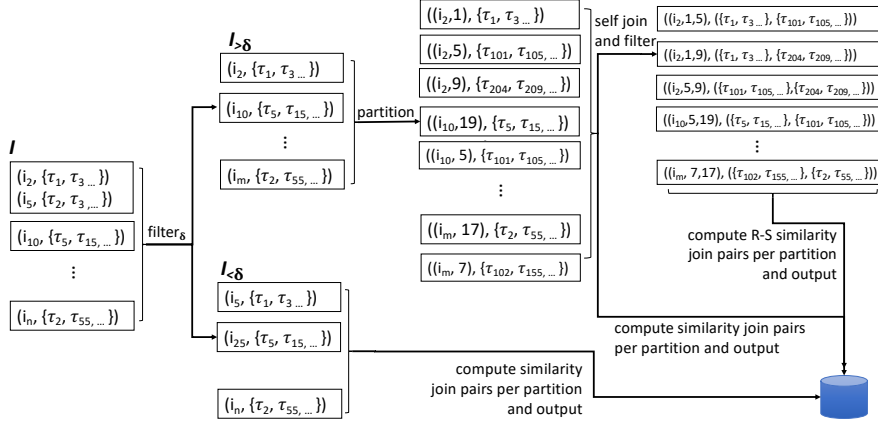 I
(i2, {τ1, τ3 ... })
(i5, {τ2, τ3 ,... })
(i10, {τ5, τ15, ... })
⋮
(in, {τ2, τ55, ... })
filterδ
I>δ
(i2, {τ1, τ3 ... })
(i10, {τ5, τ15, ... })
⋮
(im, {τ2, τ55, ... })
I<δ
(i5, {τ1, τ3 ... })
(i25, {τ5, τ15, ... })
(in, {τ2, τ55, ... })
partition
((i2,1), {τ1, τ3 ... })
((i2,5), {τ101, τ105, ... })
((i2,9), {τ204, τ209, ... })
((i10,19), {τ5, τ15, ... })
((i10, 5), {τ101, τ105, ... })
⋮
((im, 17), {τ2, τ55, ... })
((im, 7), {τ102, τ155, ... })
self join
and filter
((i2,1,5), ({τ1, τ3 ... }, {τ101, τ105, ... }))
((i2,1,9), ({τ1, τ3 ... }, {τ204, τ209, ... }))
((i2,5,9), ({τ101, τ105, ... },{τ204, τ209, ... }))
((i10,5,19), ({τ5, τ15, ... }, {τ101, τ105, ... }))
⋮
((im, 7,17), ({τ102, τ155, ... }, {τ2, τ55, ... }))
compute R-S similarity
join pairs per partition
and output
compute similarity join pairs
per partition and output
compute similarity
join pairs per partition
and output